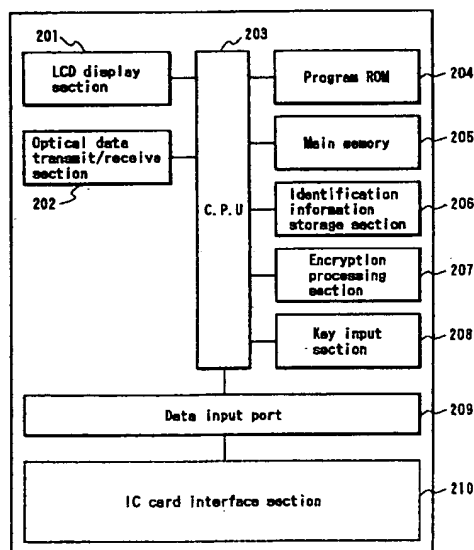 201
203
LCD display
section
Program ROM
204
Optical data
transmit/receive
section
202
Main memory
205
C.P.U
Identification
information
storage section
206
Encryption
processing
section
207
Key input
section
208
Data input port
209
IC card interface section
210